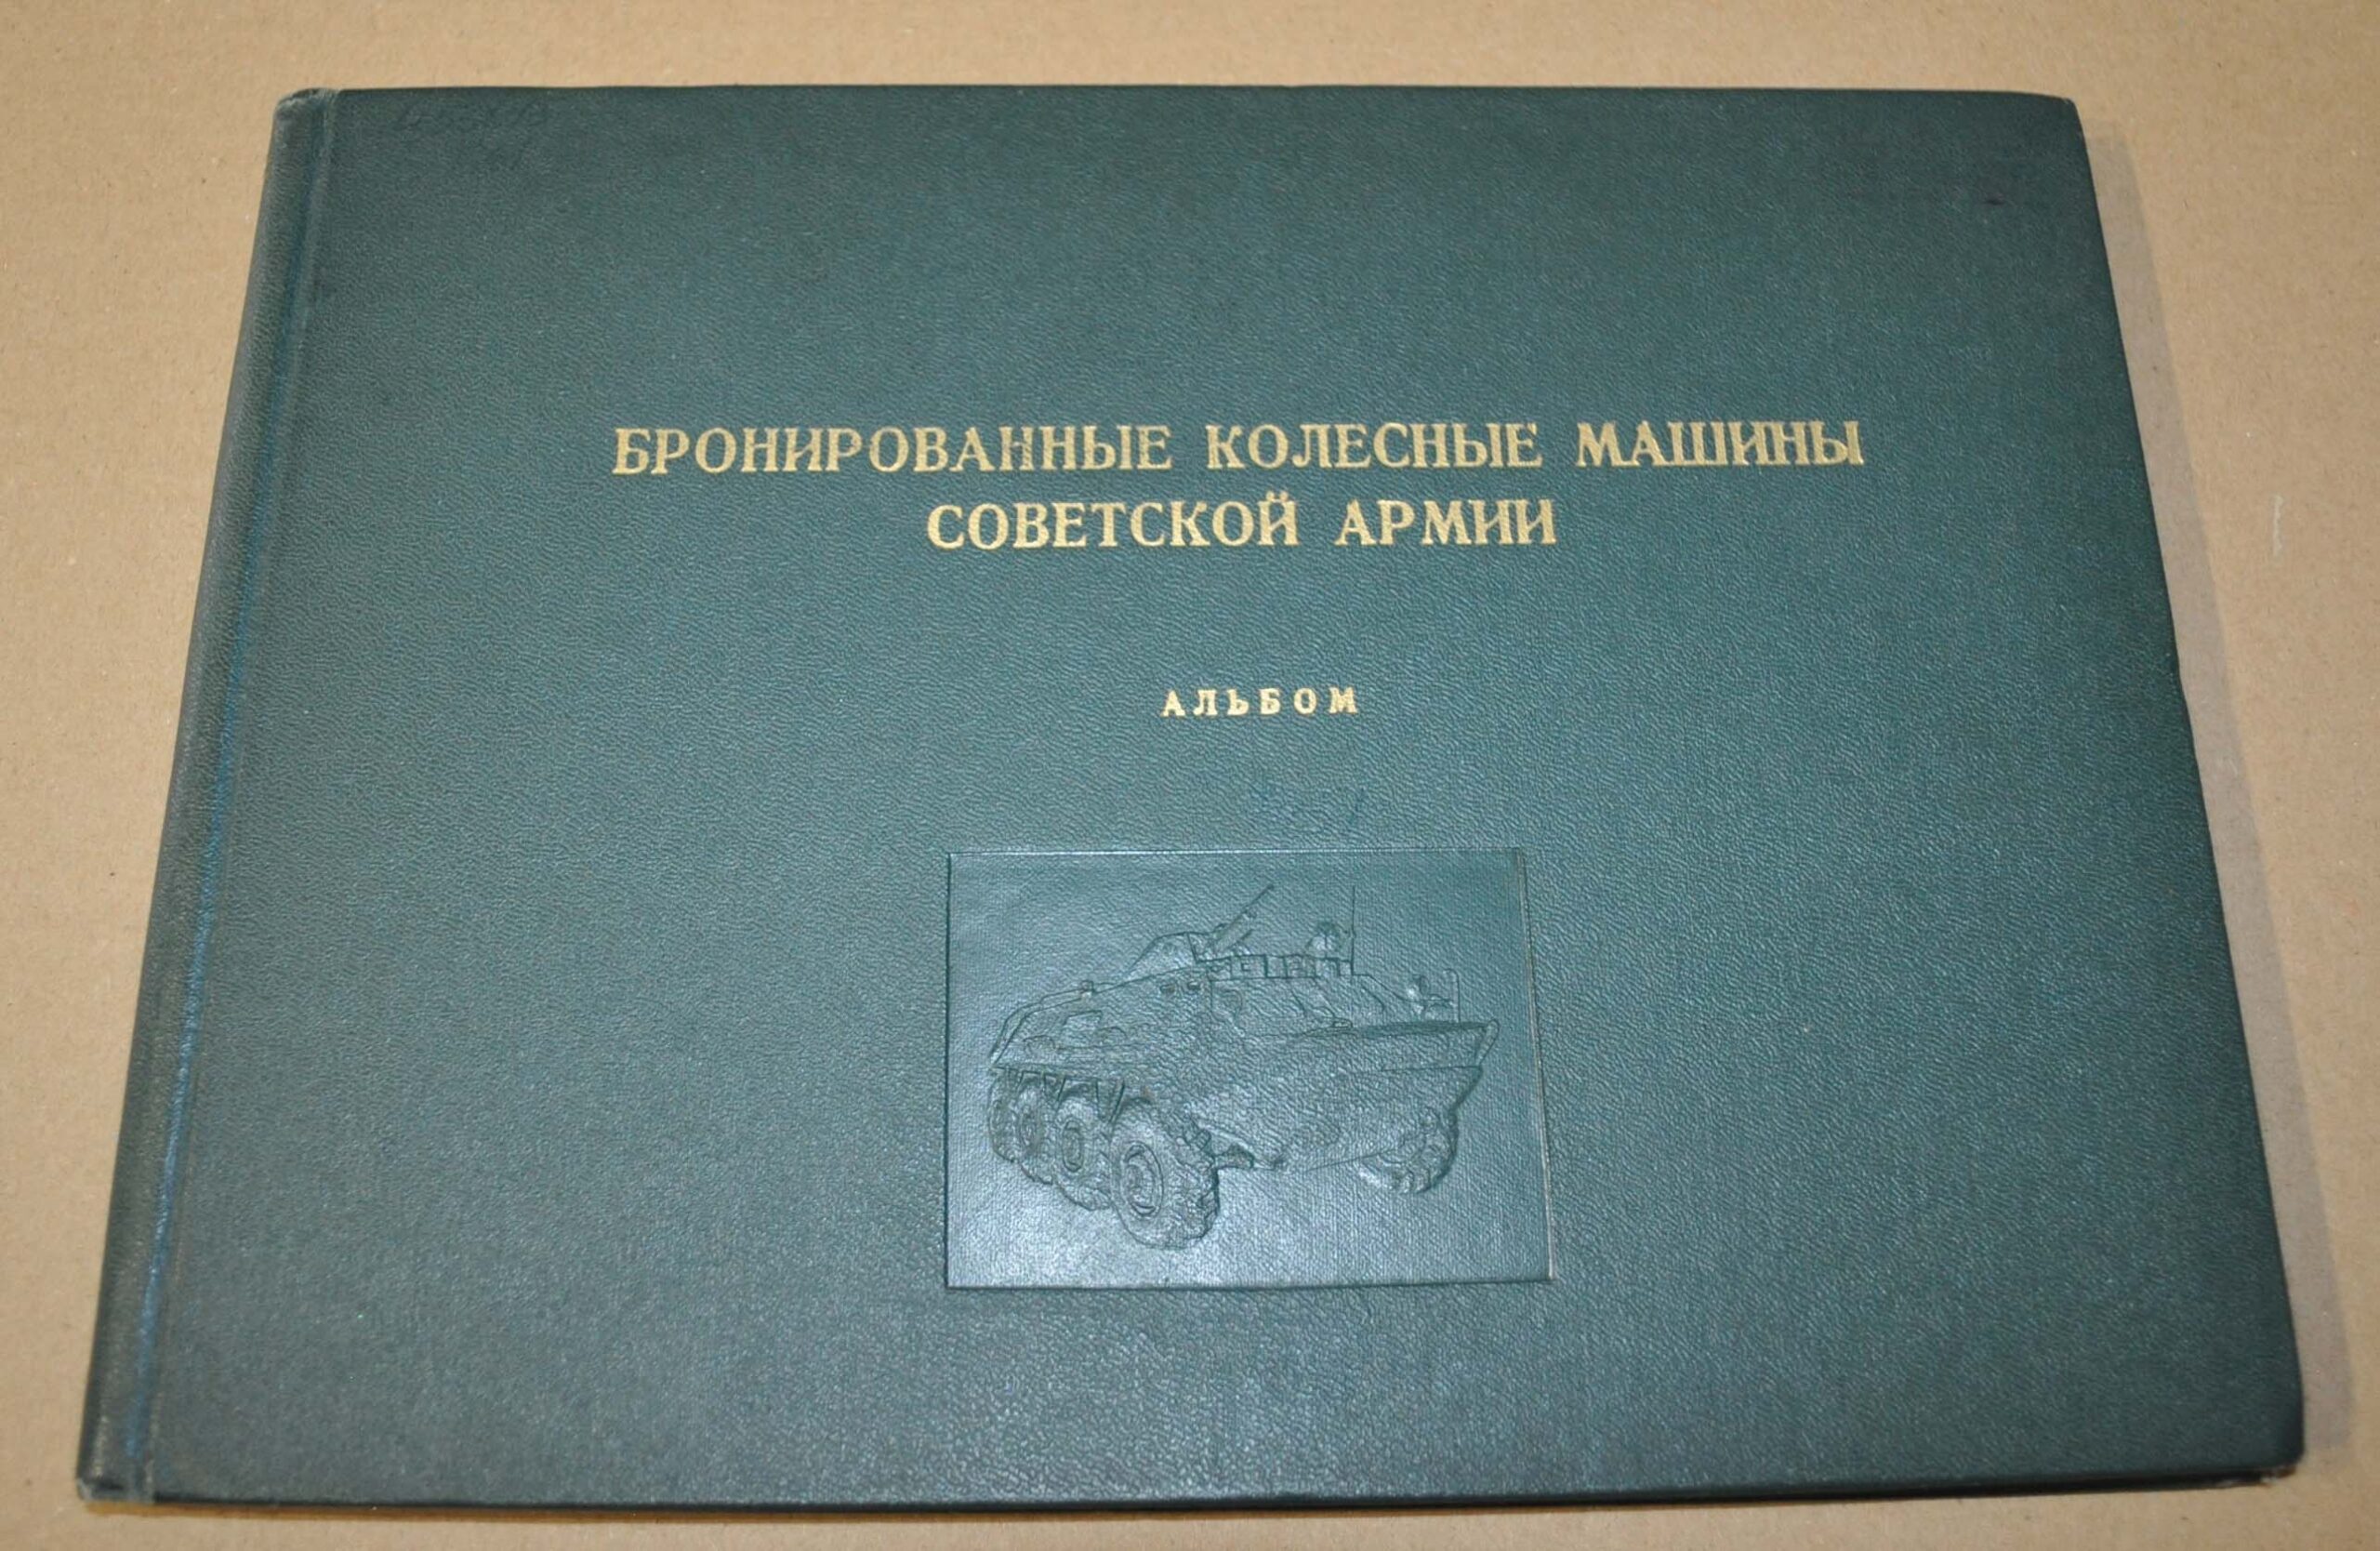 БРОНИРОВАННЫЕ КОЛЕСНЫЕ МАШИНЫ
СОВЕТСКОЙ АРМИИ
АЛЬБОМ